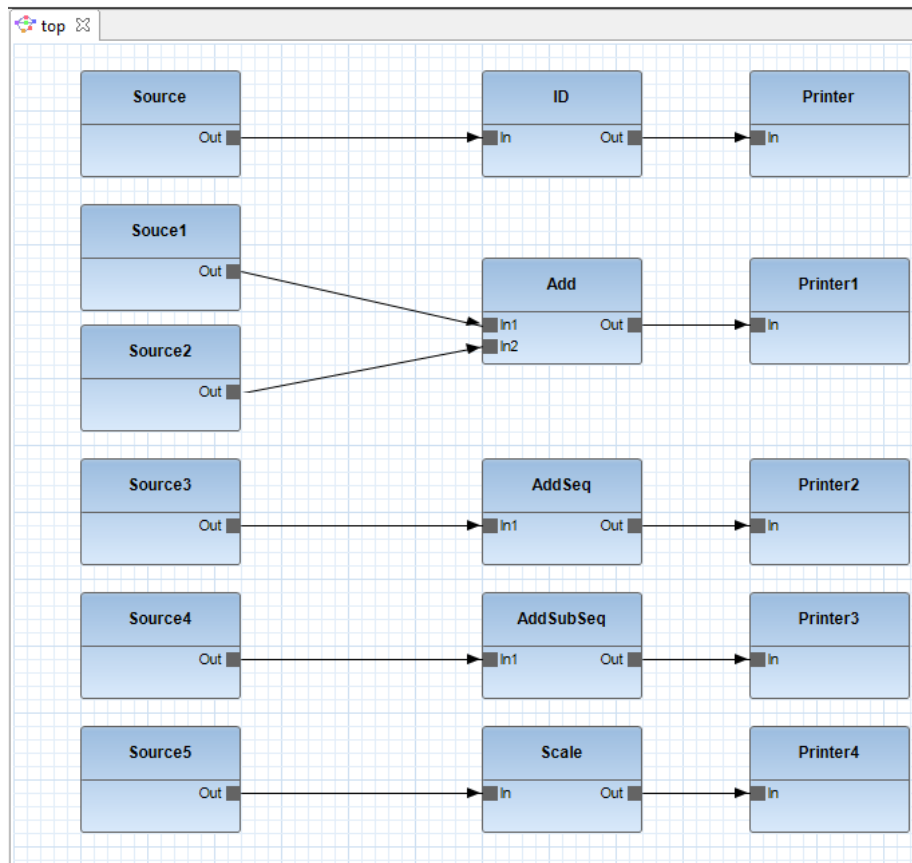 top
Source
ID
Printer
Out
In
Out
In
Souce1
Out
Add
Printer1
In1
Out
In
In2
Source2
Out
Source3
AddSeq
Printer2
Out
In1
Out
In
Source4
AddSubSeq
Printer3
Out
In1
Out
In
Source5
Scale
Printer4
Out
In
Out
In